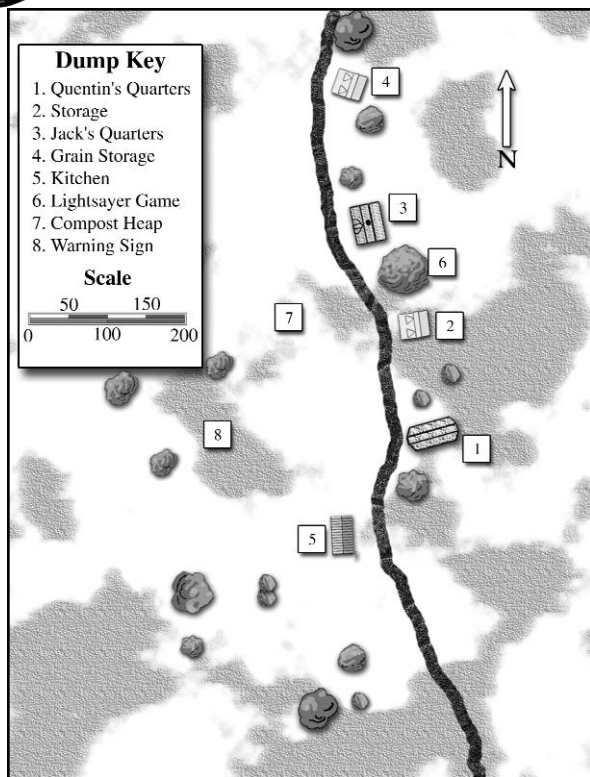 Dump Key
1. Quentin's Quarters
2. Storage
3. Jack's Quarters
4. Grain Storage
5. Kitchen
6. Lightsayer Game
7. Compost Heap
8. Warning Sign
Scale
50 150
0 100 200
4
N
3
6
7
2
8
1
5